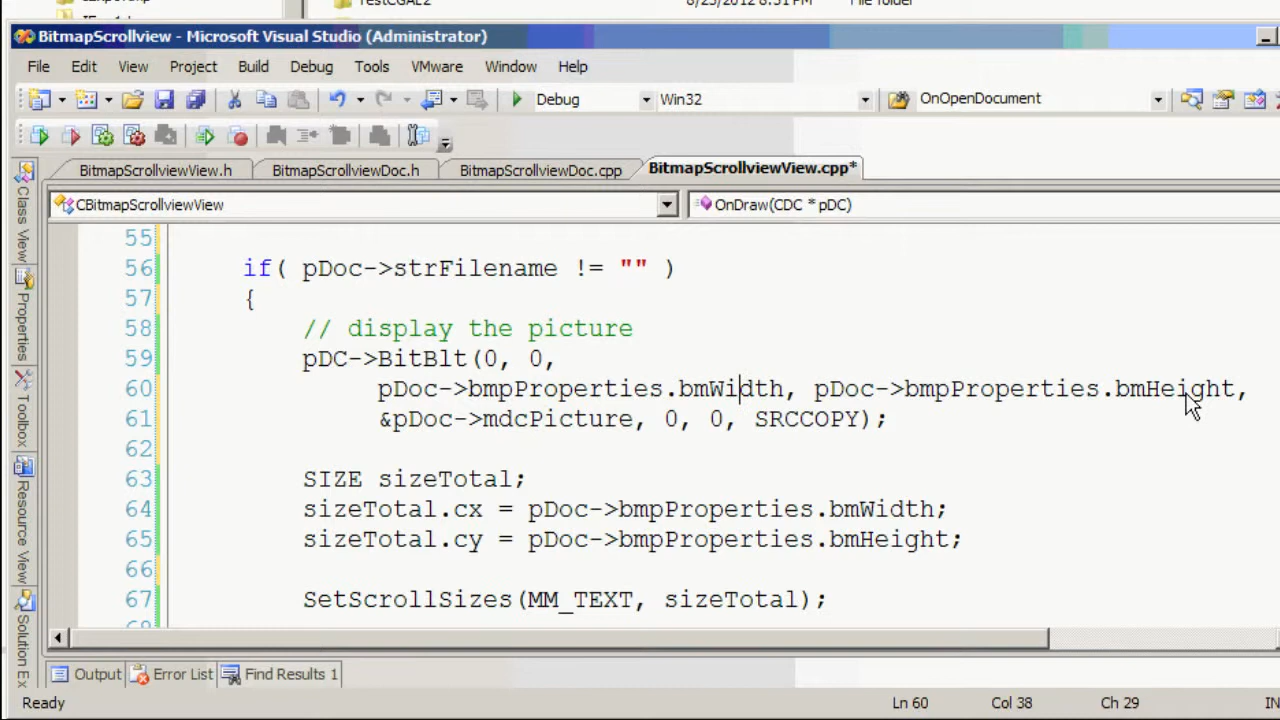 TestCGAL2 8/23/2012 8:51 PM File folder
BitmapScrollview - Microsoft Visual Studio (Administrator)
File Edit View Project Build Debug Tools VMware Window Help
Debug Win32 OnOpenDocument
BitmapScrollviewView.h BitmapScrollviewDoc.h BitmapScrollviewDoc.cpp BitmapScrollviewView.cpp*
CBitmapScrollviewView OnDraw(CDC * pDC)
Class View
Properties
Toolbox
Resource View
Solution Ex
55
56 if( pDoc->strFilename != "" )
57 {
58 // display the picture
59 pDC->BitBlt(0, 0,
60 pDoc->bmpProperties.bmWidth, pDoc->bmpProperties.bmHeight,
61 &pDoc->mdcPicture, 0, 0, SRCCOPY);
62
63 SIZE sizeTotal;
64 sizeTotal.cx = pDoc->bmpProperties.bmWidth;
65 sizeTotal.cy = pDoc->bmpProperties.bmHeight;
66
67 SetScrollSizes(MM_TEXT, sizeTotal);
Output Error List Find Results 1
Ready Ln 60 Col 38 Ch 29 IN